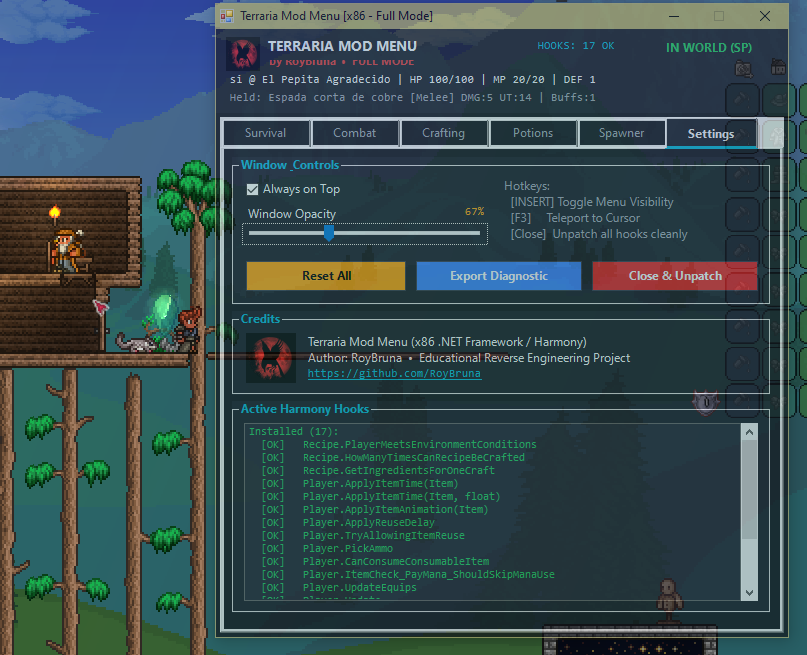 Terraria Mod Menu [x86 - Full Mode]
TERRARIA MOD MENU
HOOKS: 17 OK
IN WORLD (SP)
by RoyBruna • FULL MODE
si @ El Pepita Agradecido | HP 100/100 | MP 20/20 | DEF 1
Held: Espada corta de cobre [Melee] DMG:5 UT:14 | Buffs:1
Survival
Combat
Crafting
Potions
Spawner
Settings
Window _Controls
Always on Top
Window Opacity
67%
Hotkeys:
[INSERT] Toggle Menu Visibility
[F3] Teleport to Cursor
[Close] Unpatch all hooks cleanly
Reset All
Export Diagnostic
Close & Unpatch
Credits
Terraria Mod Menu (x86 .NET Framework / Harmony)
Author: RoyBruna • Educational Reverse Engineering Project
https://github.com/RoyBruna
Active Harmony Hooks
Installed (17):
[OK] Recipe.PlayerMeetsEnvironmentConditions
[OK] Recipe.HowManyTimesCanRecipeBeCrafted
[OK] Recipe.GetIngredientsForOneCraft
[OK] Player.ApplyItemTime(Item)
[OK] Player.ApplyItemTime(Item, float)
[OK] Player.ApplyItemAnimation(Item)
[OK] Player.ApplyReuseDelay
[OK] Player.TryAllowingItemReuse
[OK] Player.PickAmmo
[OK] Player.CanConsumeConsumableItem
[OK] Player.ItemCheck_PayMana_ShouldSkipManaUse
[OK] Player.UpdateEquips
[OK] Player.Update